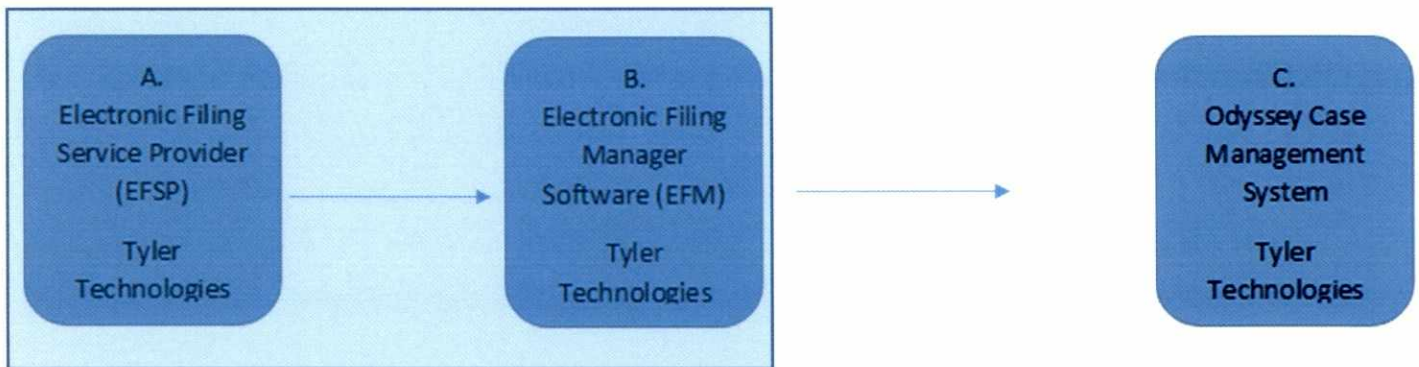 A.
Electronic Filing
Service Provider
(EFSP)
Tyler
Technologies
B.
Electronic Filing
Manager
Software (EFM)
Tyler
Technologies
C.
Odyssey Case
Management
System
Tyler
Technologies